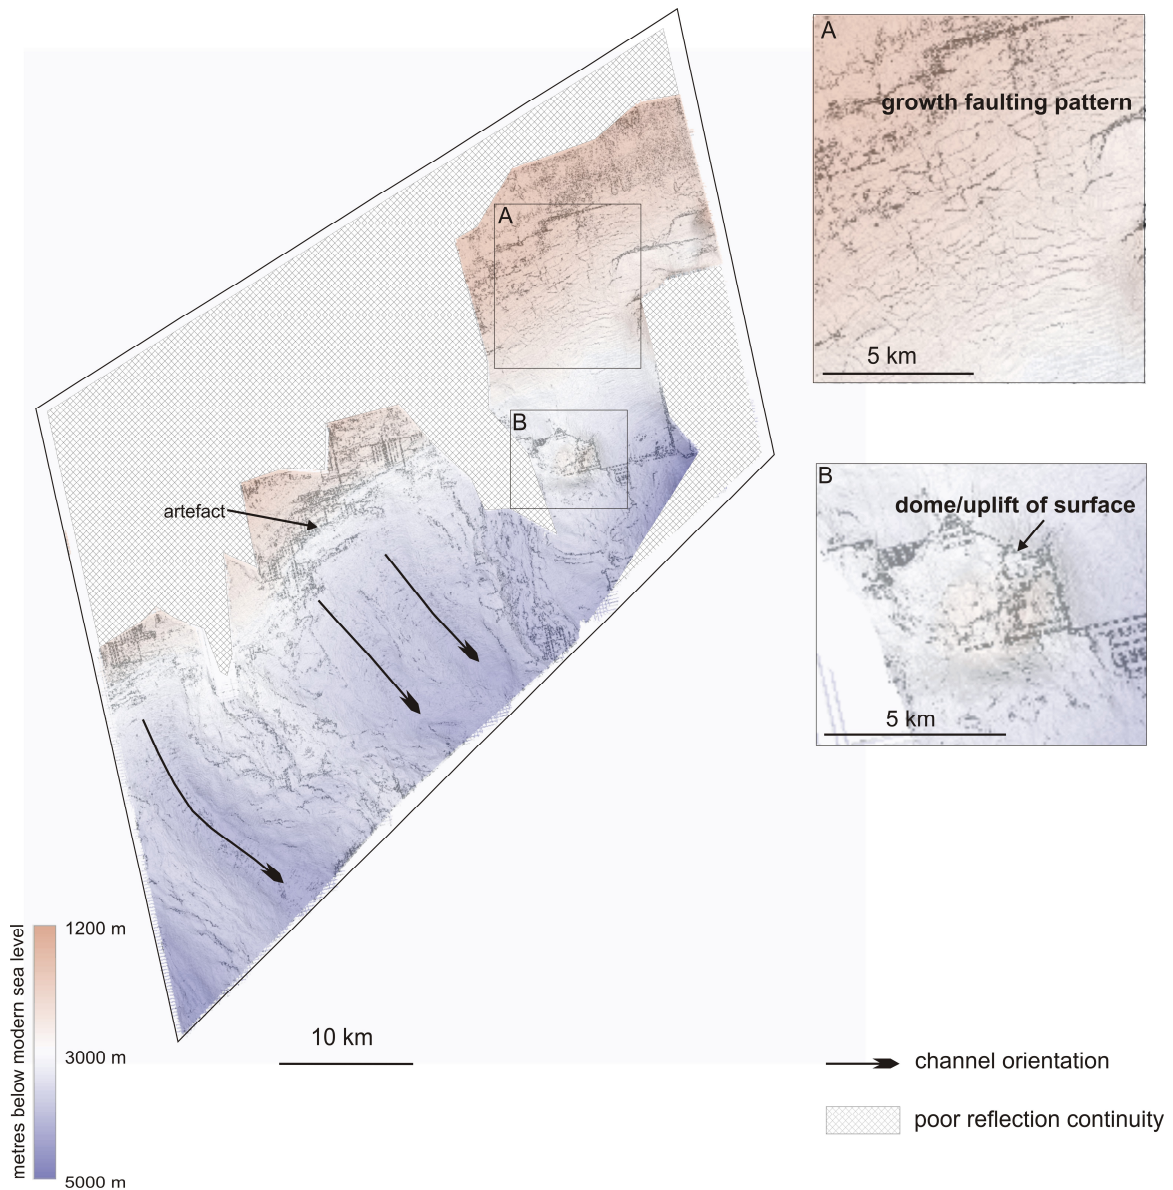 A
growth faulting pattern
5 km
A
B
artefact
B
dome/uplift of surface
5 km
metres below modern sea level
1200 m
3000 m
5000 m
10 km
channel orientation
poor reflection continuity